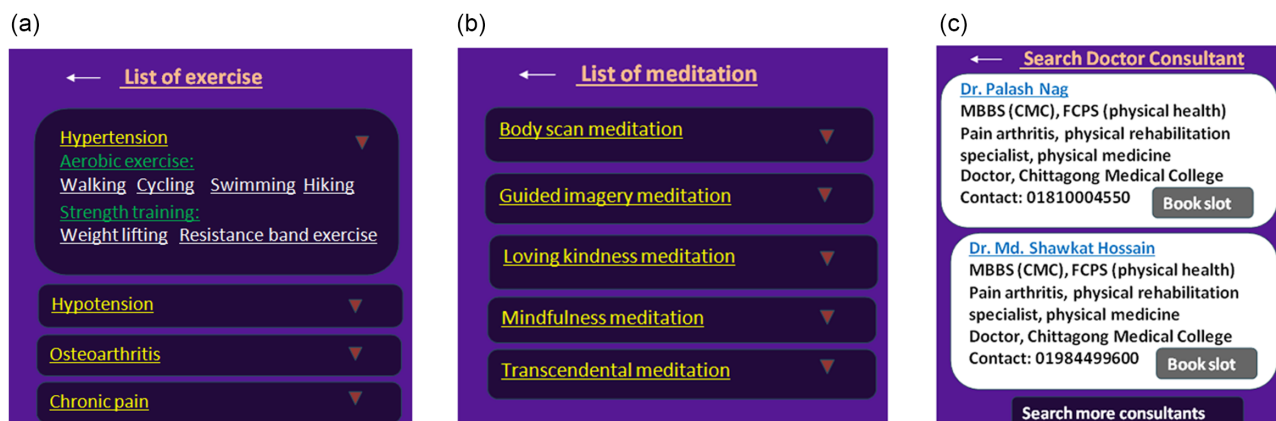 (a)
List of exercise
Hypertension
Aerobic exercise:
Walking Cycling Swimming Hiking
Strength training:
Weight lifting Resistance band exercise
Hypotension
Osteoarthritis
Chronic pain
(b)
List of meditation
Body scan meditation
Guided imagery meditation
Loving kindness meditation
Mindfulness meditation
Transcendental meditation
(c)
Search Doctor Consultant
Dr. Palash Nag
MBBS (CMC), FCPS (physical health)
Pain arthritis, physical rehabilitation
specialist, physical medicine
Doctor, Chittagong Medical College
Contact: 01810004550 Book slot
Dr. Md. Shawkat Hossain
MBBS (CMC), FCPS (physical health)
Pain arthritis, physical rehabilitation
specialist, physical medicine
Doctor, Chittagong Medical College
Contact: 01984499600 Book slot
Search more consultants